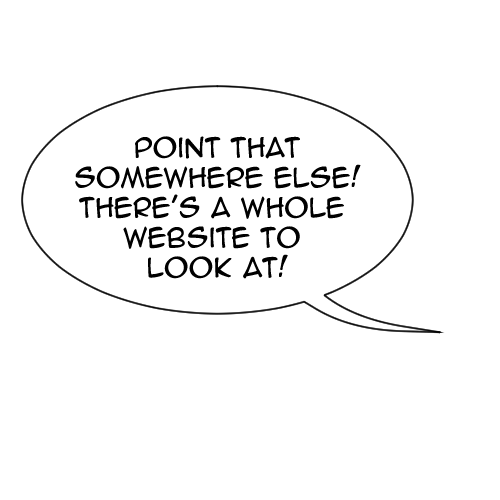 POINT THAT
SOMEWHERE ELSE!
THERE'S A WHOLE
WEBSITE TO
LOOK AT!